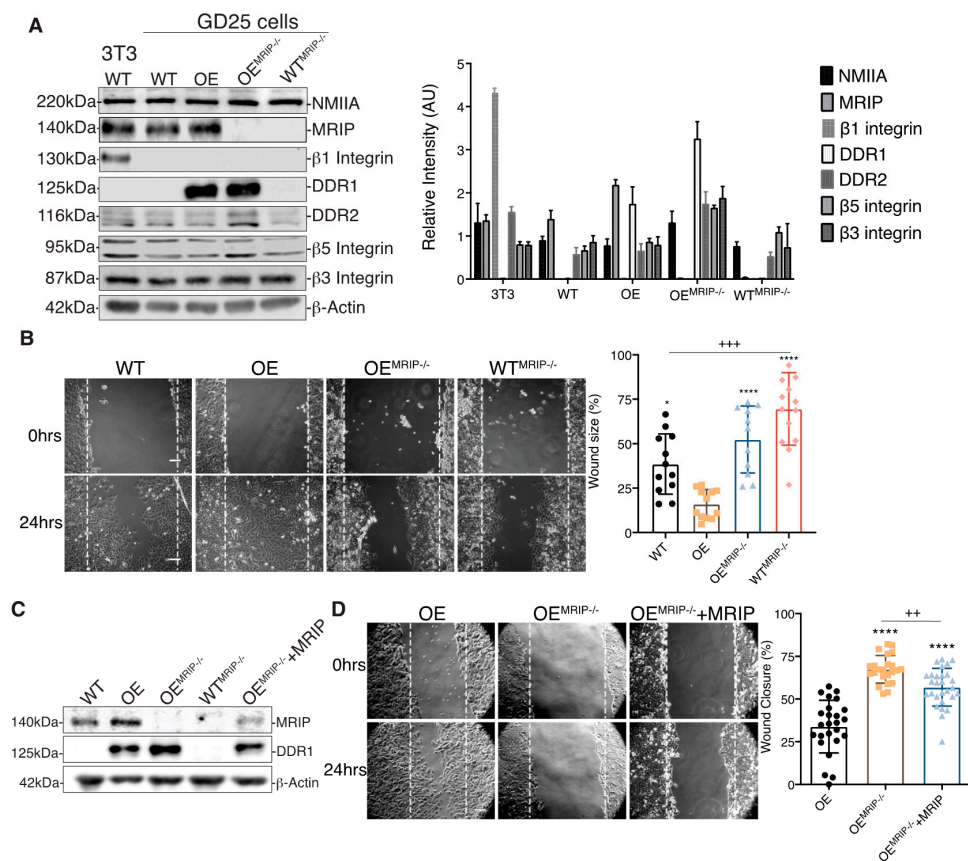 A
GD25 cells
3T3
WT WT OE OE^MRIP-/- WT^MRIP-/-
220kDa -NMIIA
140kDa -MRIP
130kDa -β1 Integrin
125kDa -DDR1
116kDa -DDR2
95kDa -β5 Integrin
87kDa -β3 Integrin
42kDa -β-Actin
Relative Intensity (AU)
5
4
3
2
1
0
3T3 WT OE OE^MRIP-/- WT^MRIP-/-
NMIIA
MRIP
β1 integrin
DDR1
DDR2
β5 integrin
β3 integrin
B
WT OE OE^MRIP-/- WT^MRIP-/-
0hrs
24hrs
Wound size (%)
100
75
50
25
0
+++
*
****
****
WT OE OE^MRIP-/- WT^MRIP-/-
C
WT OE OE^MRIP-/- WT^MRIP-/- OE^MRIP-/-+MRIP
140kDa -MRIP
125kDa -DDR1
42kDa -β-Actin
D
OE OE^MRIP-/- OE^MRIP-/-+MRIP
0hrs
24hrs
Wound Closure (%)
100
75
50
25
0
++
****
****
OE OE^MRIP-/- OE^MRIP-/-+MRIP